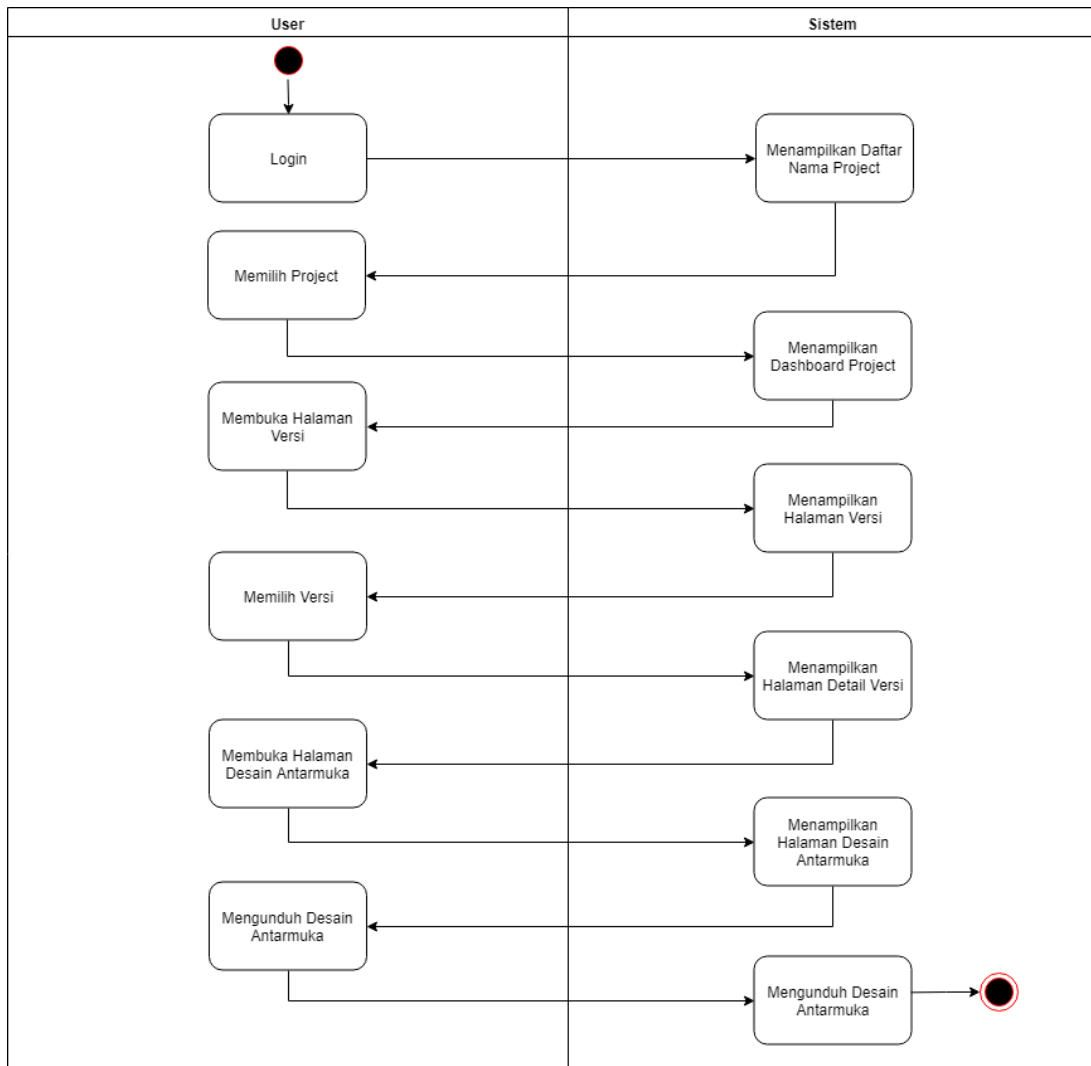 User
Sistem
Login
Menampilkan Daftar
Nama Project
Memilih Project
Menampilkan
Dashboard Project
Membuka Halaman
Versi
Menampilkan
Halaman Versi
Memilih Versi
Menampilkan
Halaman Detail Versi
Membuka Halaman
Desain Antarmuka
Menampilkan
Halaman Desain
Antarmuka
Mengunduh Desain
Antarmuka
Mengunduh Desain
Antarmuka